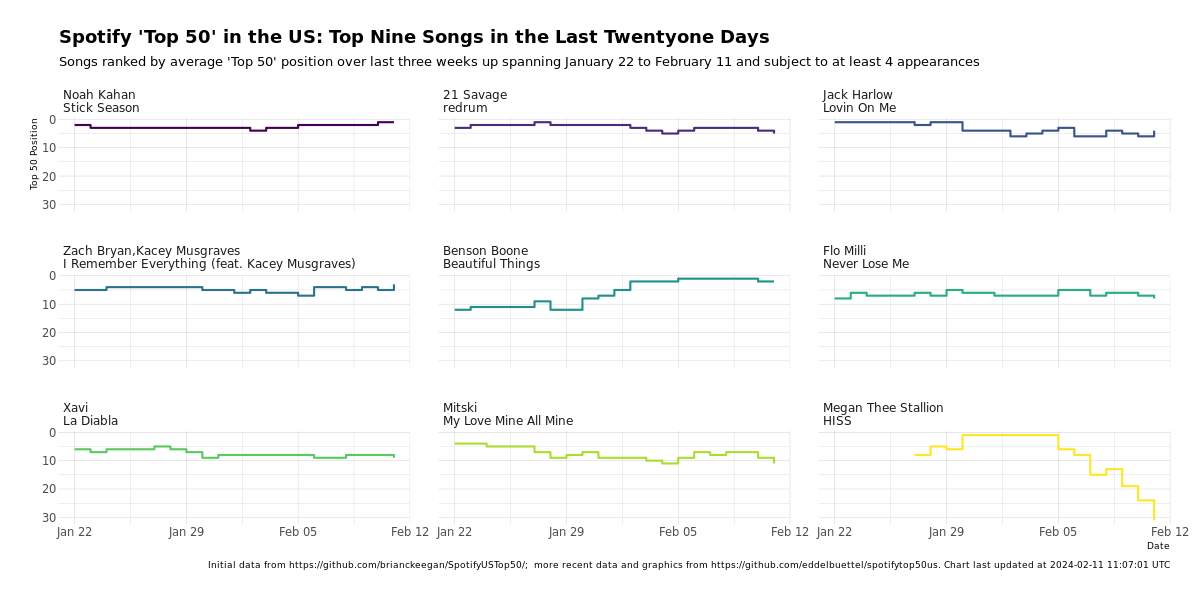 Spotify 'Top 50' in the US: Top Nine Songs in the Last Twentyone Days
Songs ranked by average 'Top 50' position over last three weeks up spanning January 22 to February 11 and subject to at least 4 appearances
Noah Kahan
Stick Season
21 Savage
redrum
Jack Harlow
Lovin On Me
Top 50 Position
0
10
20
30
Zach Bryan,Kacey Musgraves
I Remember Everything (feat. Kacey Musgraves)
Benson Boone
Beautiful Things
Flo Milli
Never Lose Me
0
10
20
30
Xavi
La Diabla
Mitski
My Love Mine All Mine
Megan Thee Stallion
HISS
0
10
20
30
Jan 22 Jan 29 Feb 05 Feb 12 Jan 22 Jan 29 Feb 05 Feb 12 Jan 22 Jan 29 Feb 05 Feb 12
Date
Initial data from https://github.com/brianckeegan/SpotifyUSTop50/; more recent data and graphics from https://github.com/eddelbuettel/spotifytop50us. Chart last updated at 2024-02-11 11:07:01 UTC